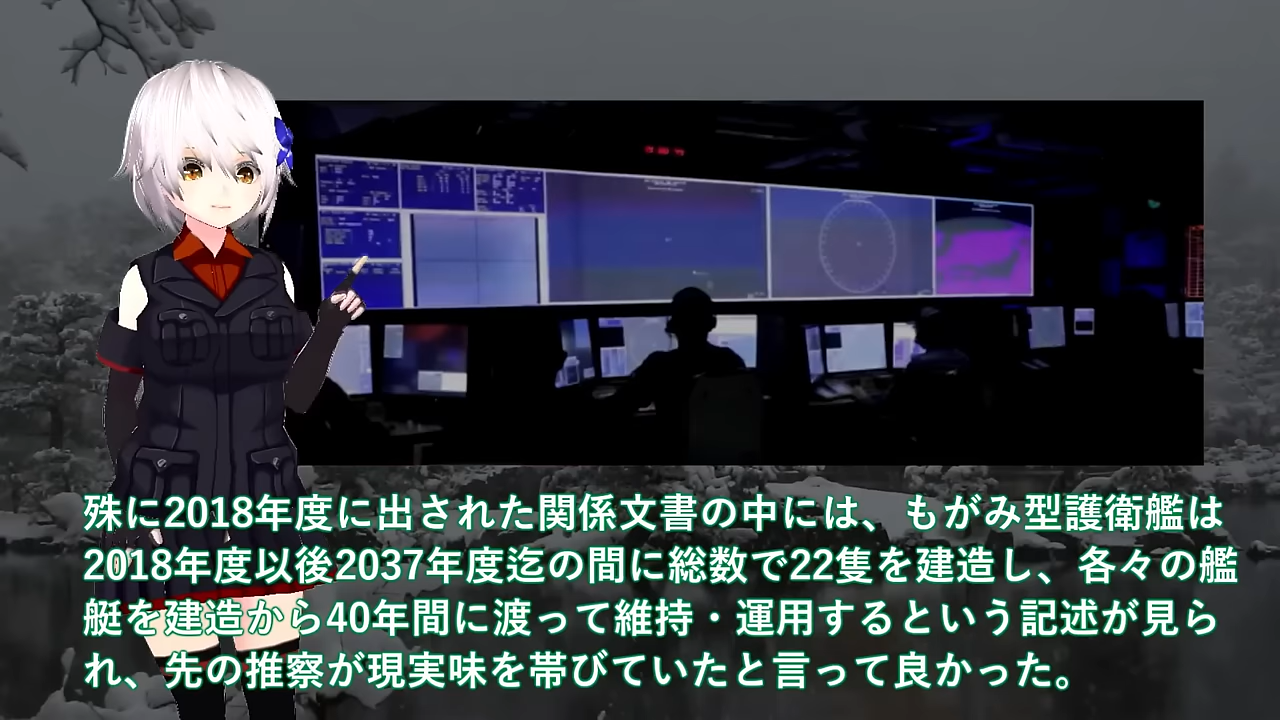 殊に2018年度に出された関係文書の中には、もがみ型護衛艦は
2018年度以後2037年度迄の間に総数で22隻を建造し、各々の艦
艇を建造から40年間に渡って維持・運用するという記述が見ら
れ、先の推察が現実味を帯びていたと言って良かった。